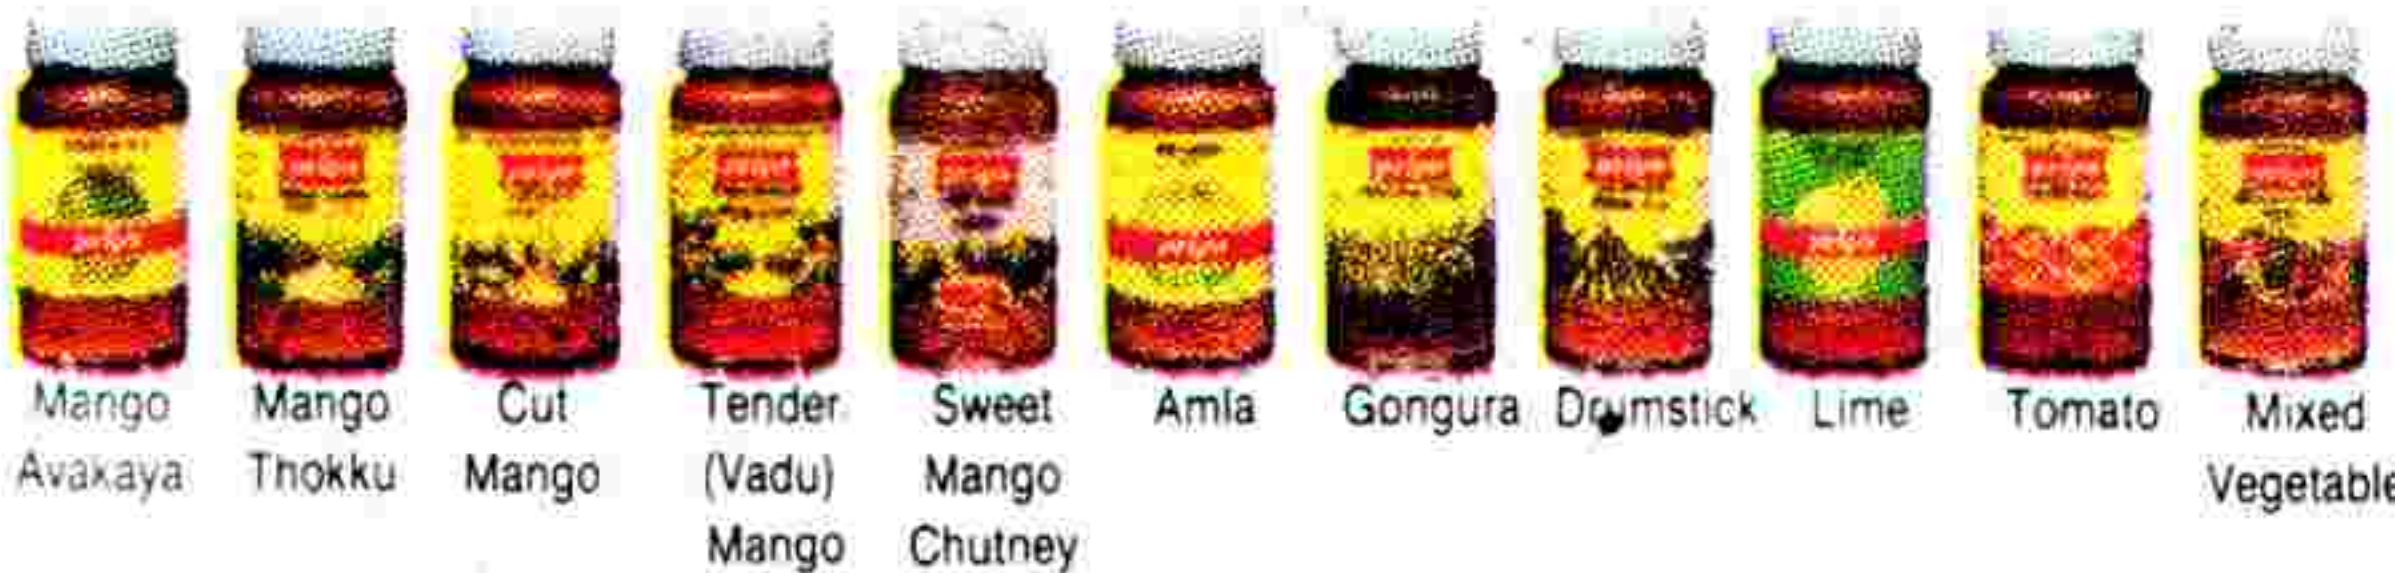 Mango Mango Cut Tender Sweet Amla Gongura Drumstick Lime Tomato Mixed
Avakaya Thokku Mango (Vadu) Mango Vegetable
Mango Chutney